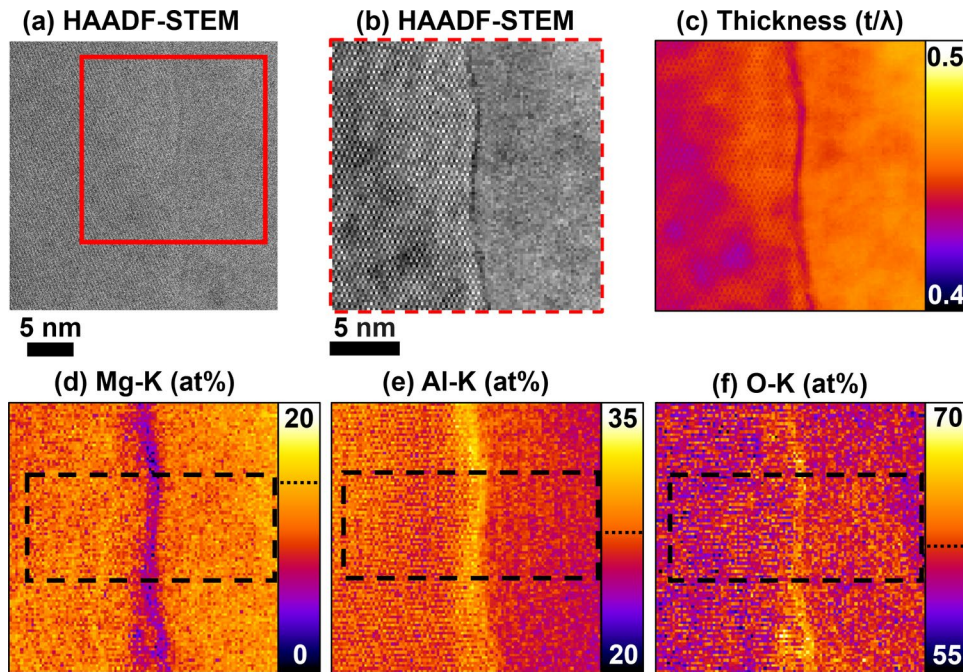 (a) HAADF-STEM
(b) HAADF-STEM
(c) Thickness (t/λ)
0.5
0.4
5 nm
5 nm
(d) Mg-K (at%)
(e) Al-K (at%)
(f) O-K (at%)
20
35
70
0
20
55